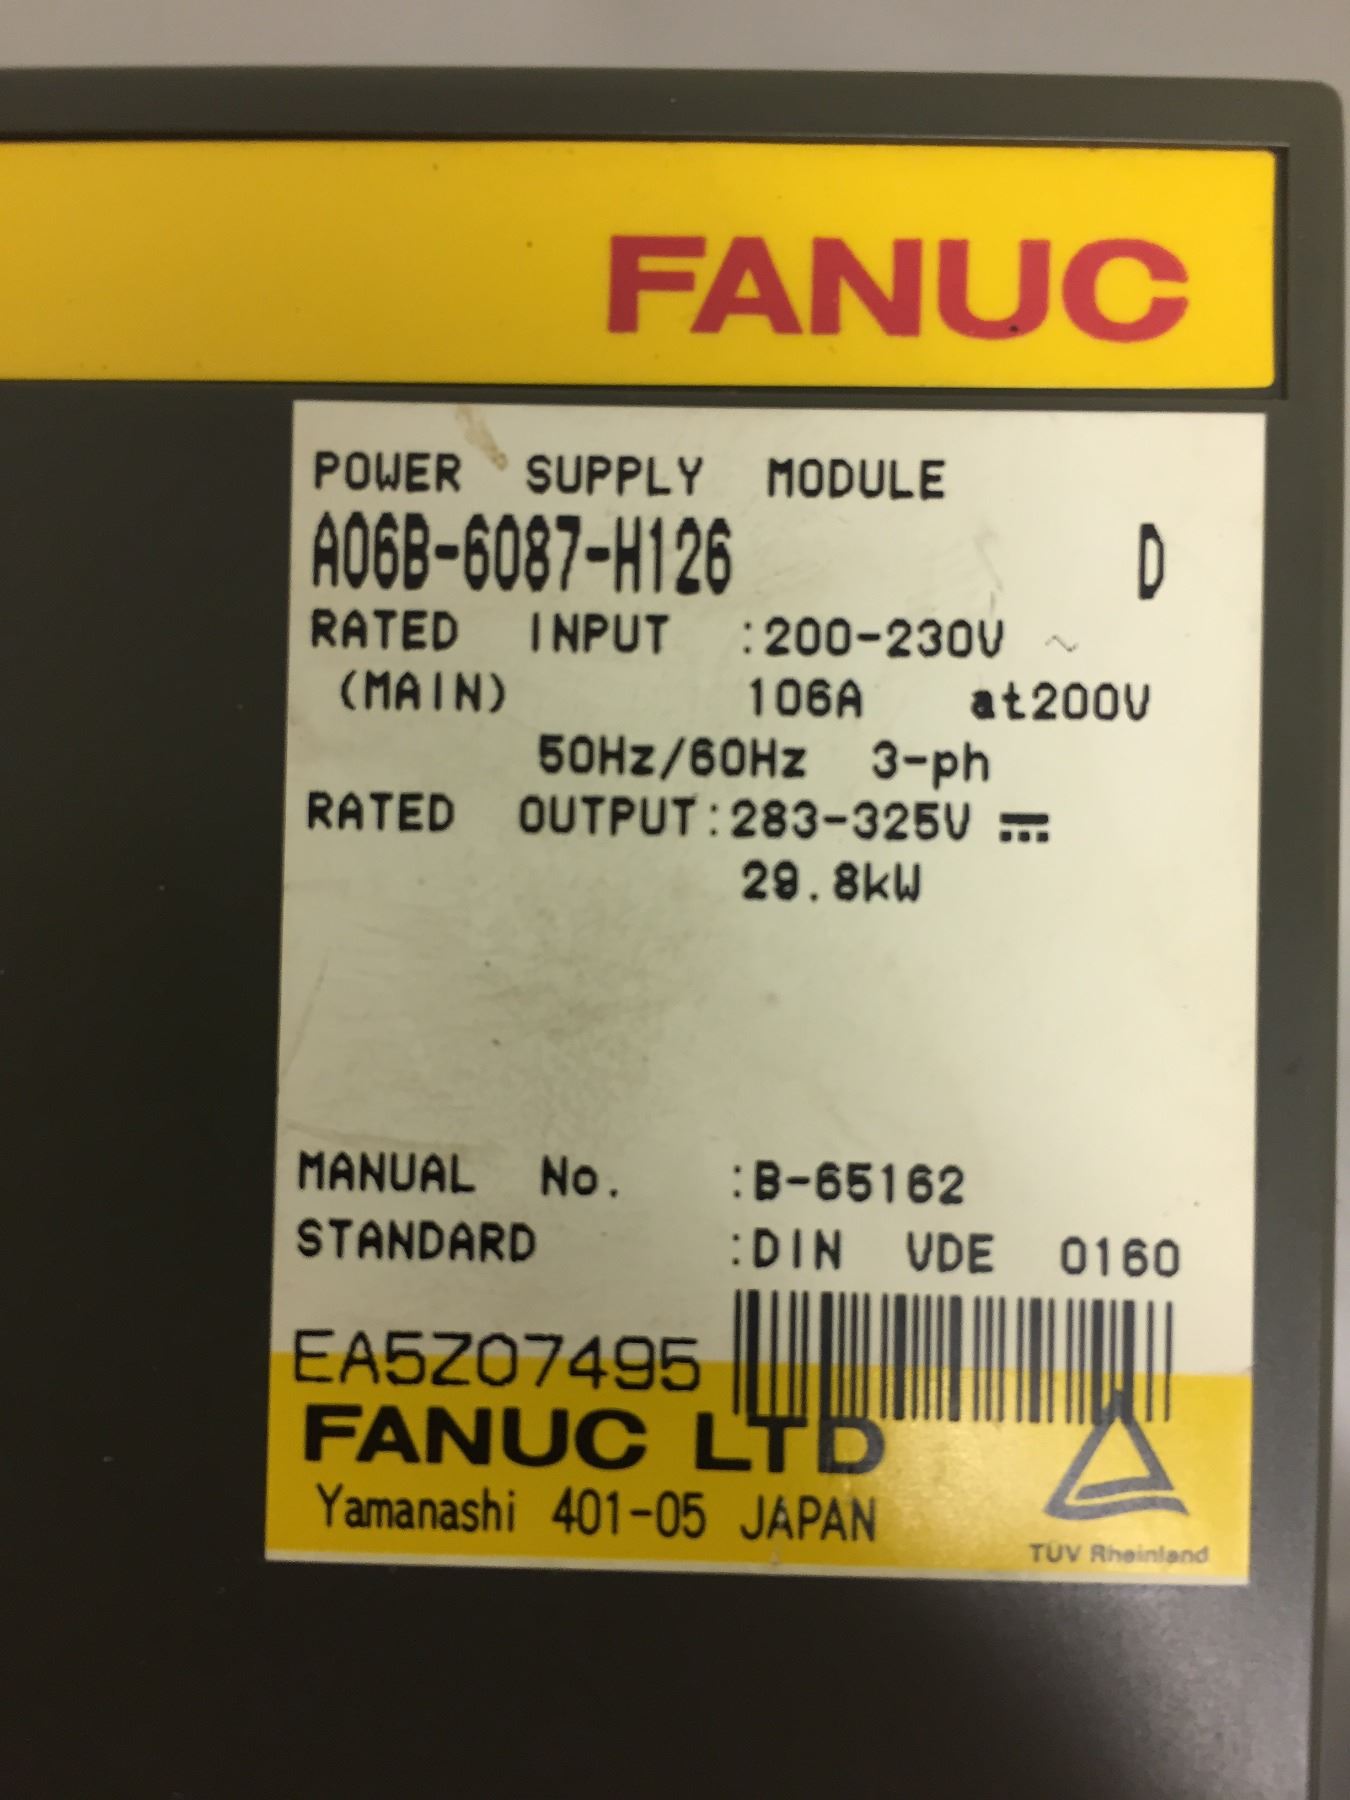 FANUC
POWER SUPPLY MODULE
A06B-6087-H126 D
RATED INPUT :200-230V ~
(MAIN) 106A at200V
50Hz/60Hz 3-ph
RATED OUTPUT:283-325V ⎓
29.8kW
MANUAL No. :B-65162
STANDARD :DIN VDE 0160
EA5Z07495
FANUC LTD
Yamanashi 401-05 JAPAN
TÜV Rheinland